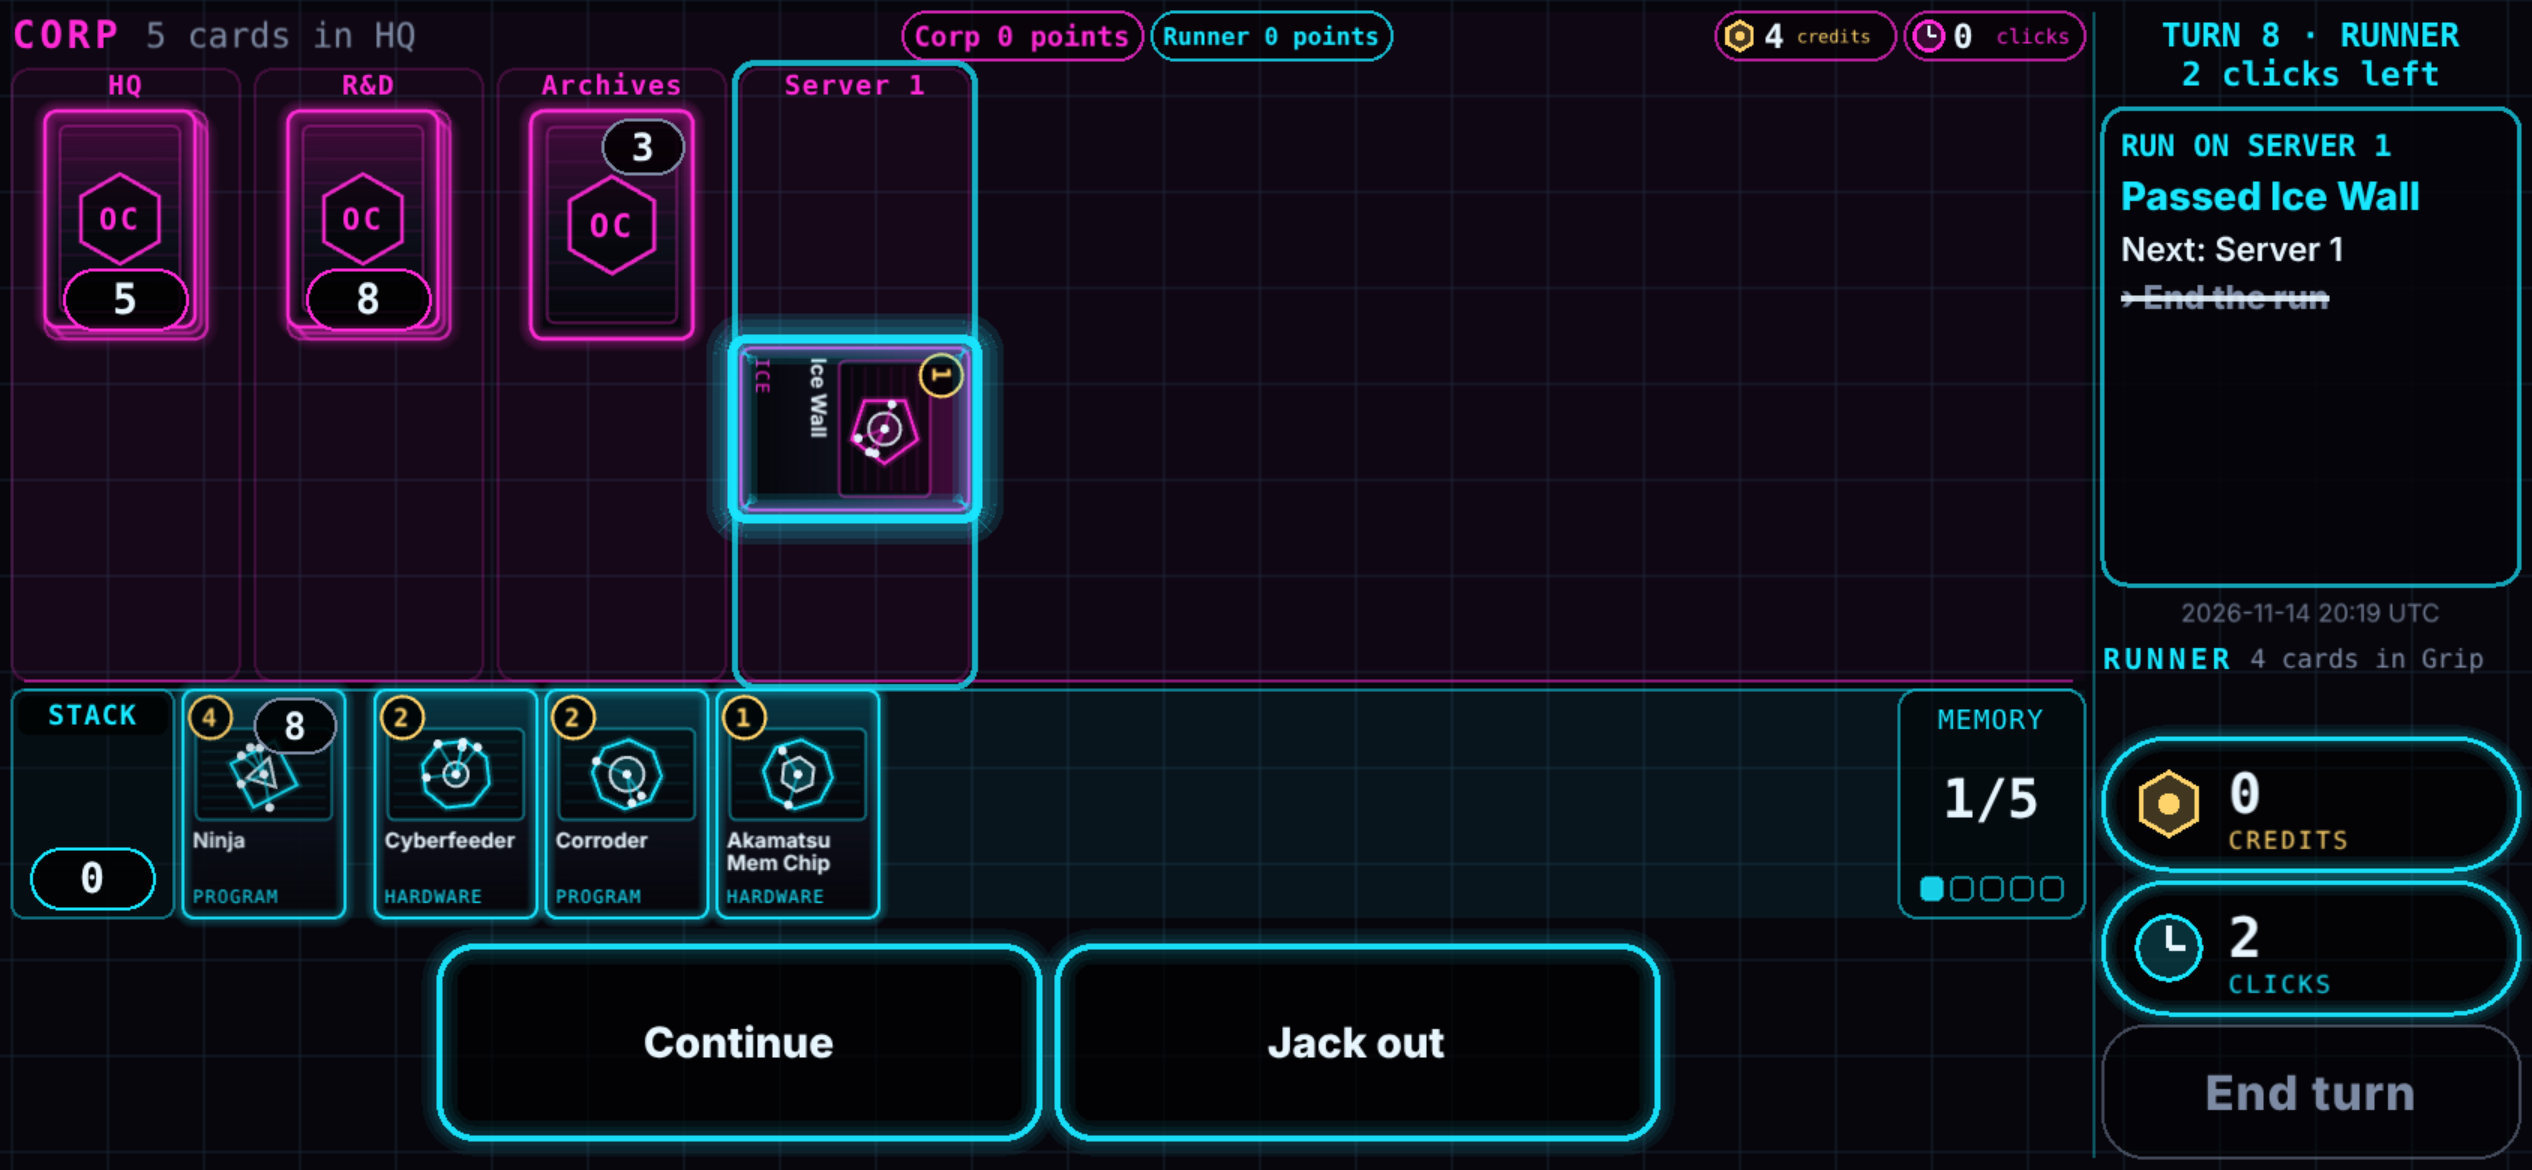 CORP 5 cards in HQ
Corp 0 points
Runner 0 points
4 credits
0 clicks
TURN 8 · RUNNER
2 clicks left
HQ
R&D
Archives
Server 1
OC
5
OC
8
3
OC
ICE
Ice Wall
1
RUN ON SERVER 1
Passed Ice Wall
Next: Server 1
› End the run
2026-11-14 20:19 UTC
RUNNER 4 cards in Grip
STACK
0
4
8
Ninja
PROGRAM
2
Cyberfeeder
HARDWARE
2
Corroder
PROGRAM
1
Akamatsu
Mem Chip
HARDWARE
MEMORY
1/5
0
CREDITS
2
CLICKS
Continue
Jack out
End turn